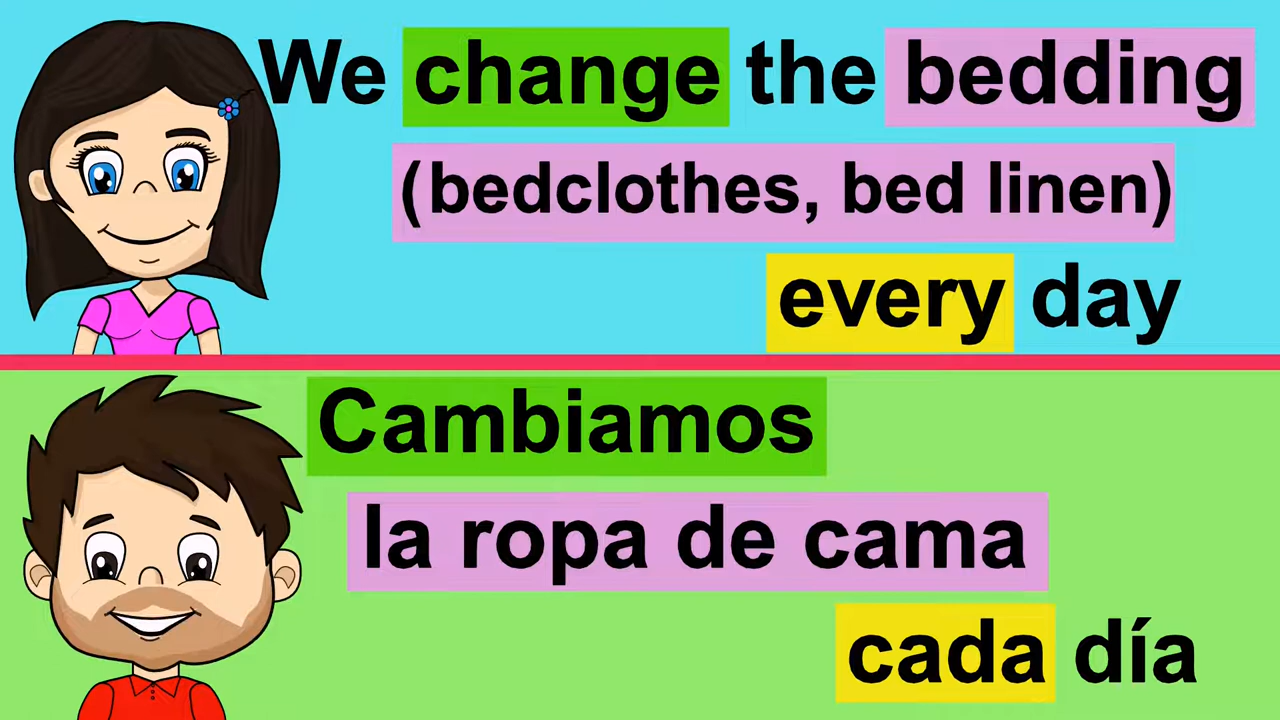 We change the bedding
(bedclothes, bed linen)
every day
Cambiamos
la ropa de cama
cada día